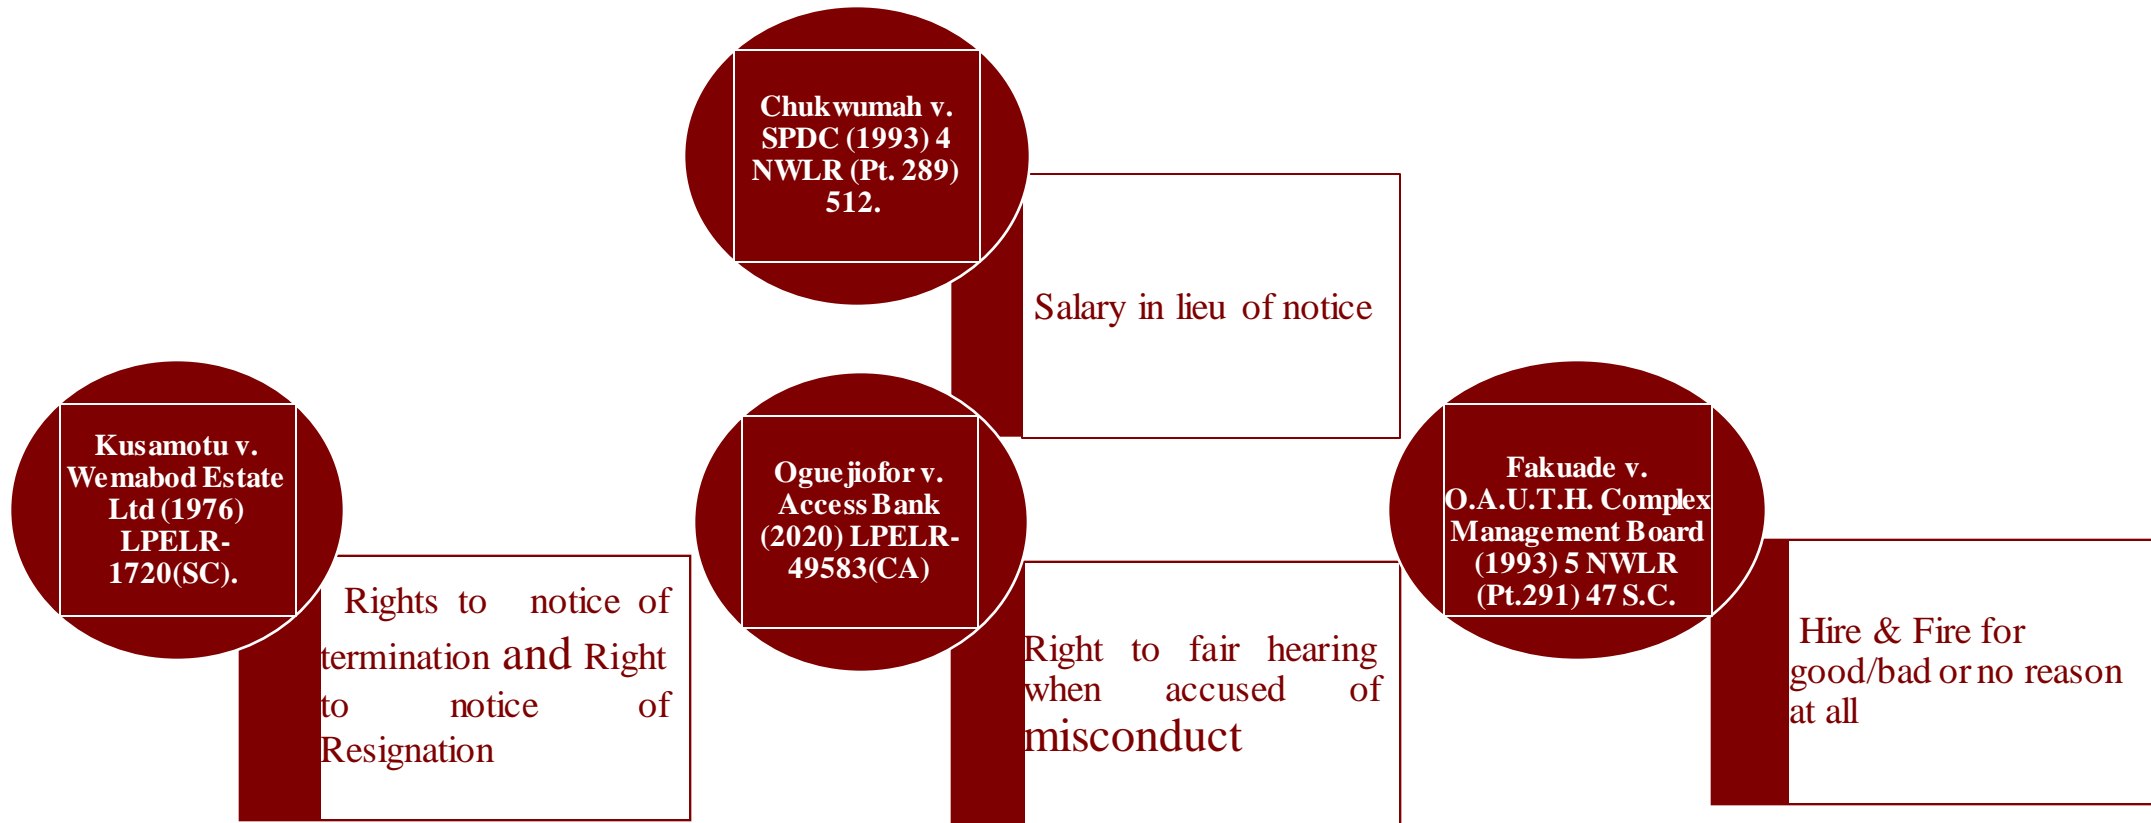 Chukwumah v.
SPDC (1993) 4
NWLR (Pt. 289)
512.
Salary in lieu of notice
Kusamotu v.
Wemabod Estate
Ltd (1976)
LPELR-
1720(SC).
Rights to notice of
termination and Right
to notice of
Resignation
Oguejiofor v.
Access Bank
(2020) LPELR-
49583(CA)
Right to fair hearing
when accused of
misconduct
Fakuade v.
O.A.U.T.H. Complex
Management Board
(1993) 5 NWLR
(Pt.291) 47 S.C.
Hire & Fire for
good/bad or no reason
at all